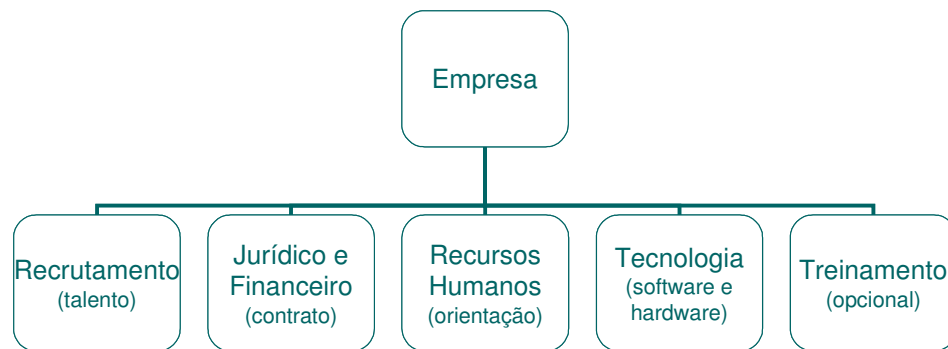 Empresa
Recrutamento
(talento)
Jurídico e
Financeiro
(contrato)
Recursos
Humanos
(orientação)
Tecnologia
(software e
hardware)
Treinamento
(opcional)